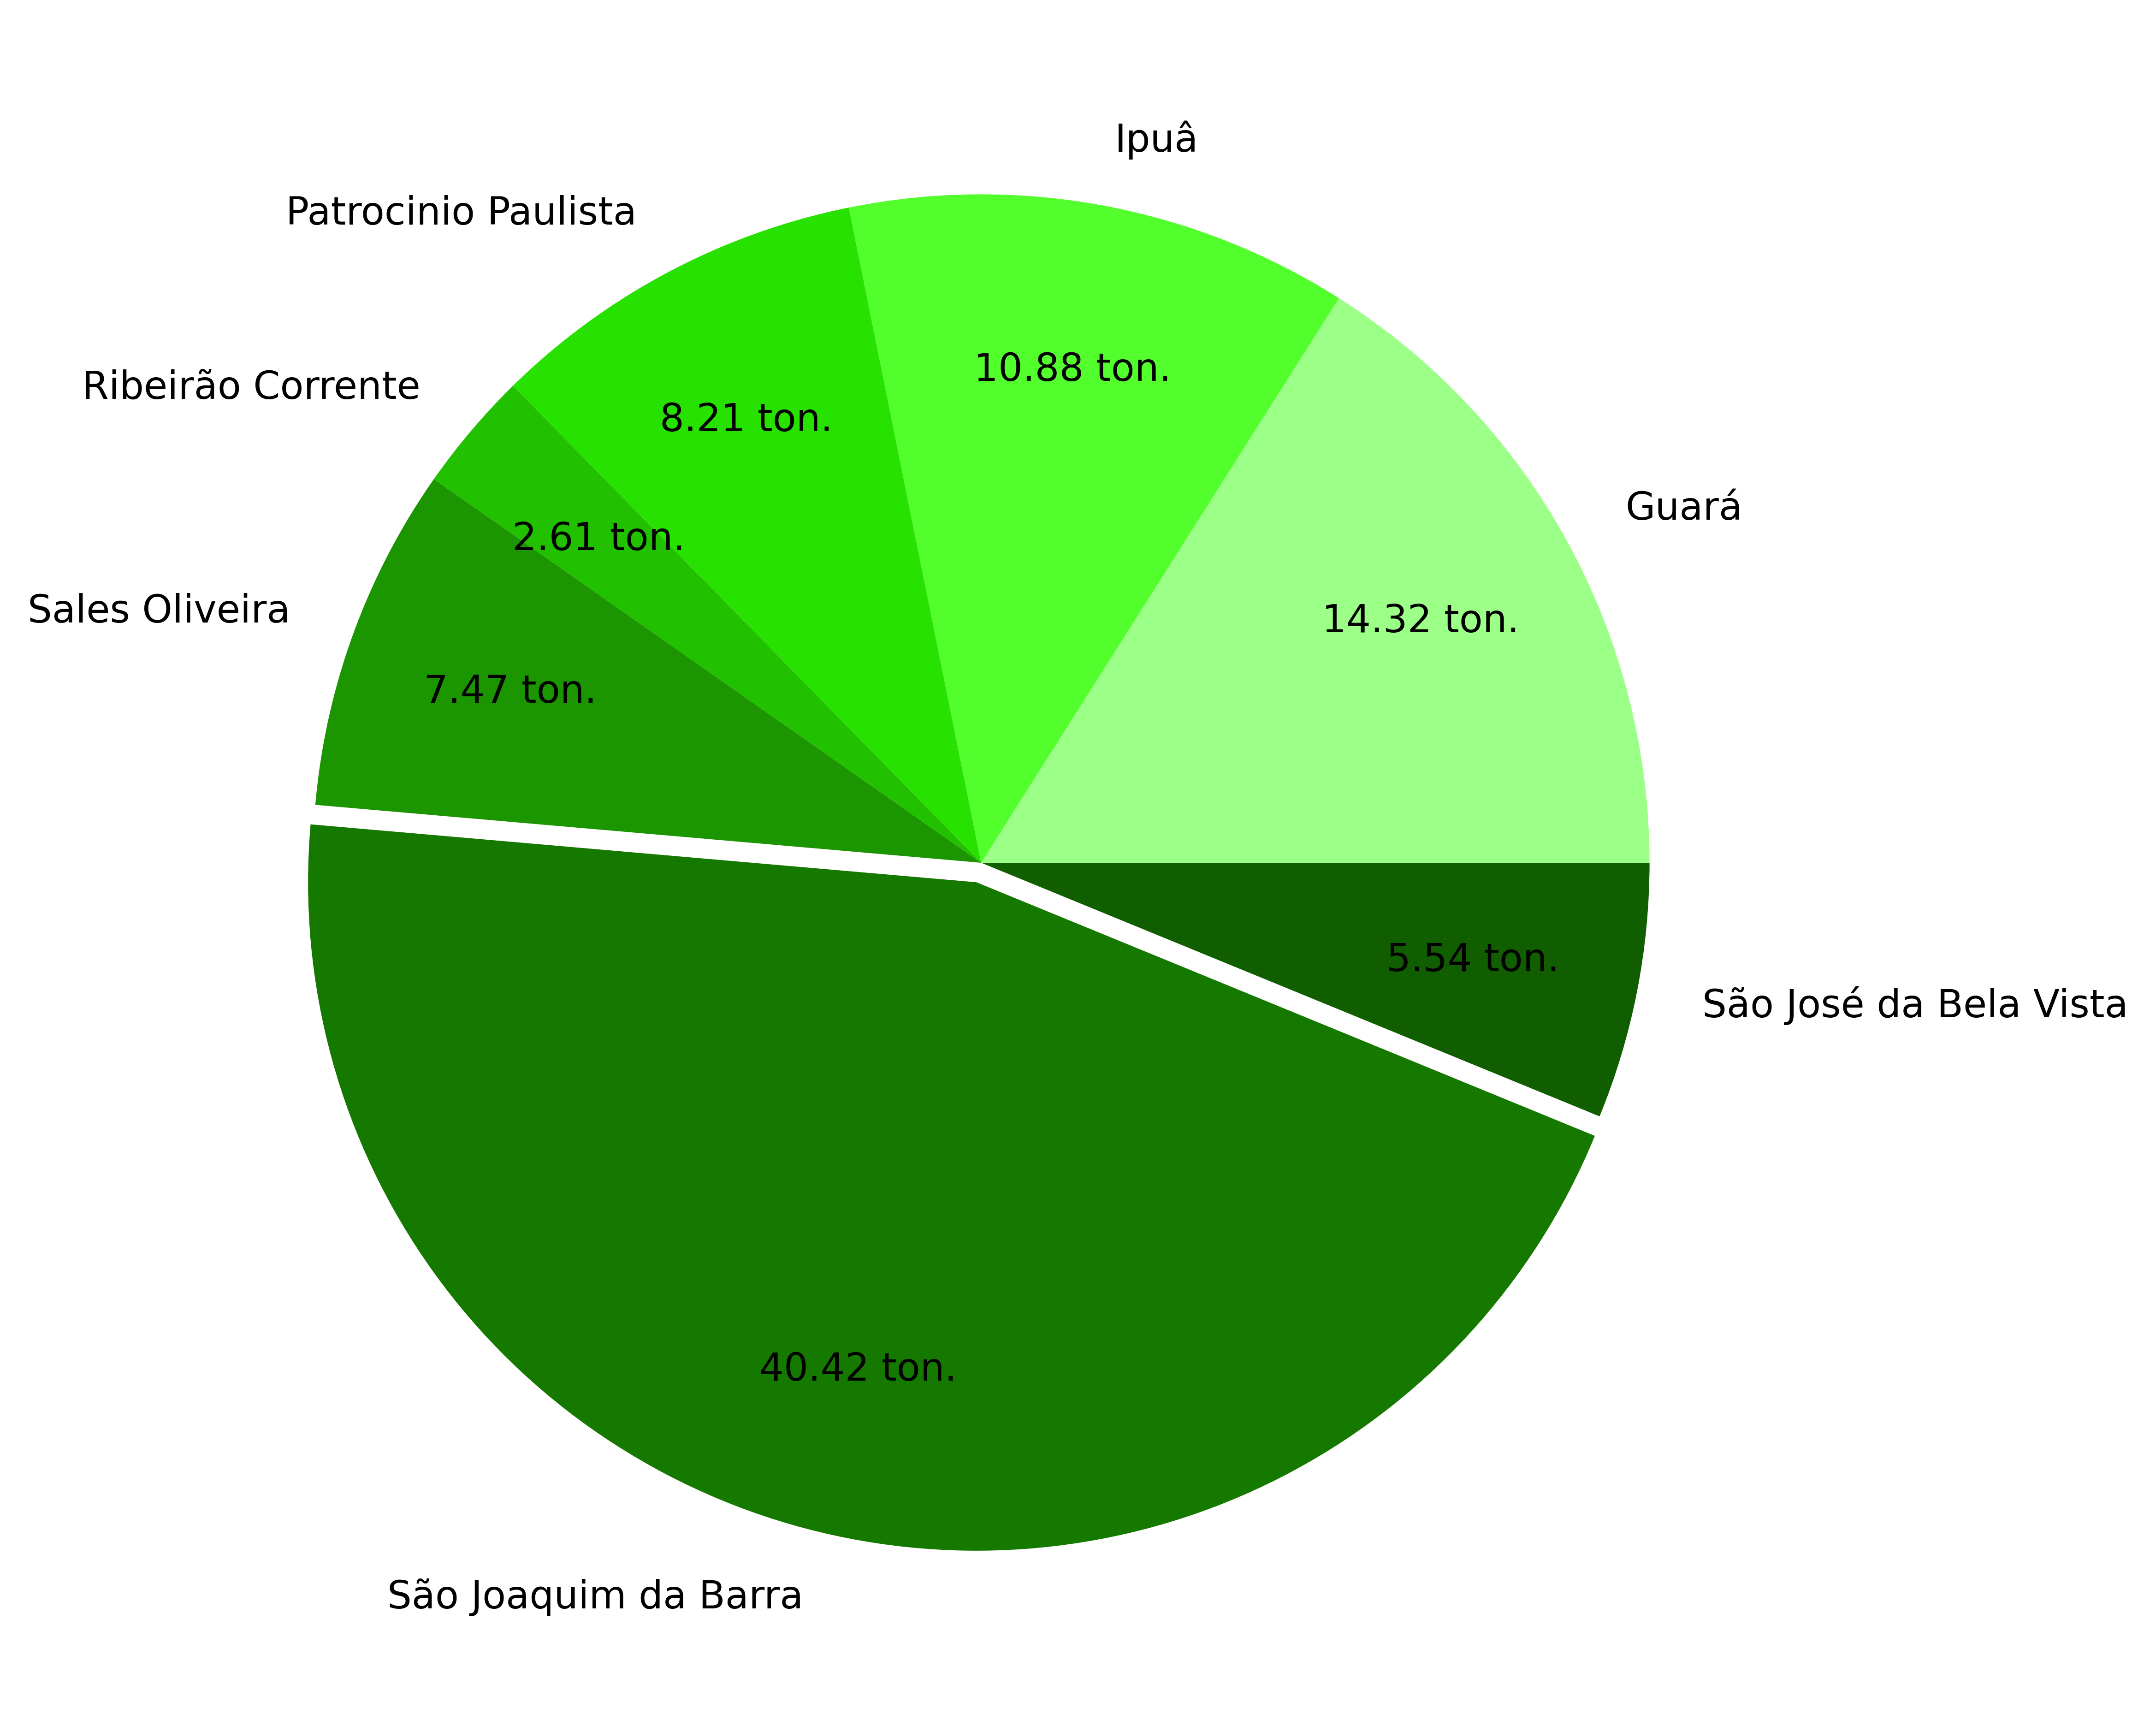 Ipuâ
Patrocinio Paulista
10.88 ton.
Ribeirão Corrente
8.21 ton.
Guará
2.61 ton.
Sales Oliveira
14.32 ton.
7.47 ton.
5.54 ton.
São José da Bela Vista
40.42 ton.
São Joaquim da Barra